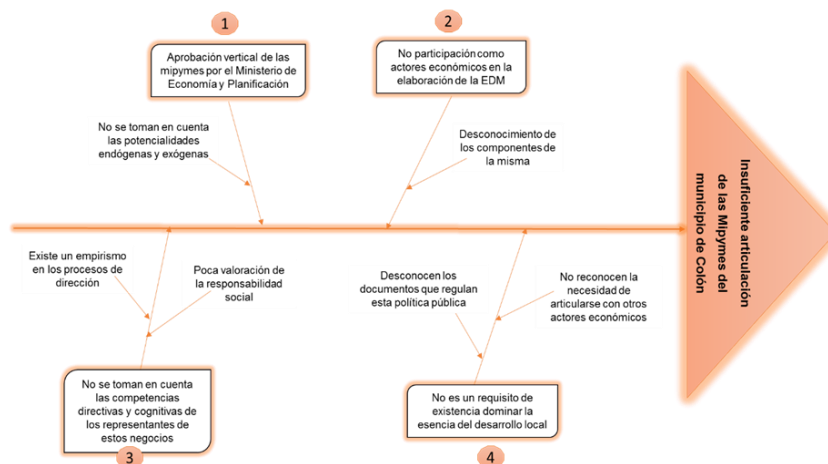 1
Aprobación vertical de las
mipymes por el Ministerio de
Economía y Planificación
No se toman en cuenta
las potencialidades
endógenas y exógenas
2
No participación como
actores económicos en la
elaboración de la EDM
Desconocimiento de
los componentes de
la misma
Insuficiente articulación
de las Mipymes del
municipio de Colón
Existe un empirismo
en los procesos de
dirección
Poca valoración de
la responsabilidad
social
No se toman en cuenta
las competencias
directivas y cognitivas de
los representantes de
estos negocios
3
Desconocen los
documentos que regulan
esta política pública
No reconocen la
necesidad de
articularse con otros
actores económicos
No es un requisito de
existencia dominar la
esencia del desarrollo local
4